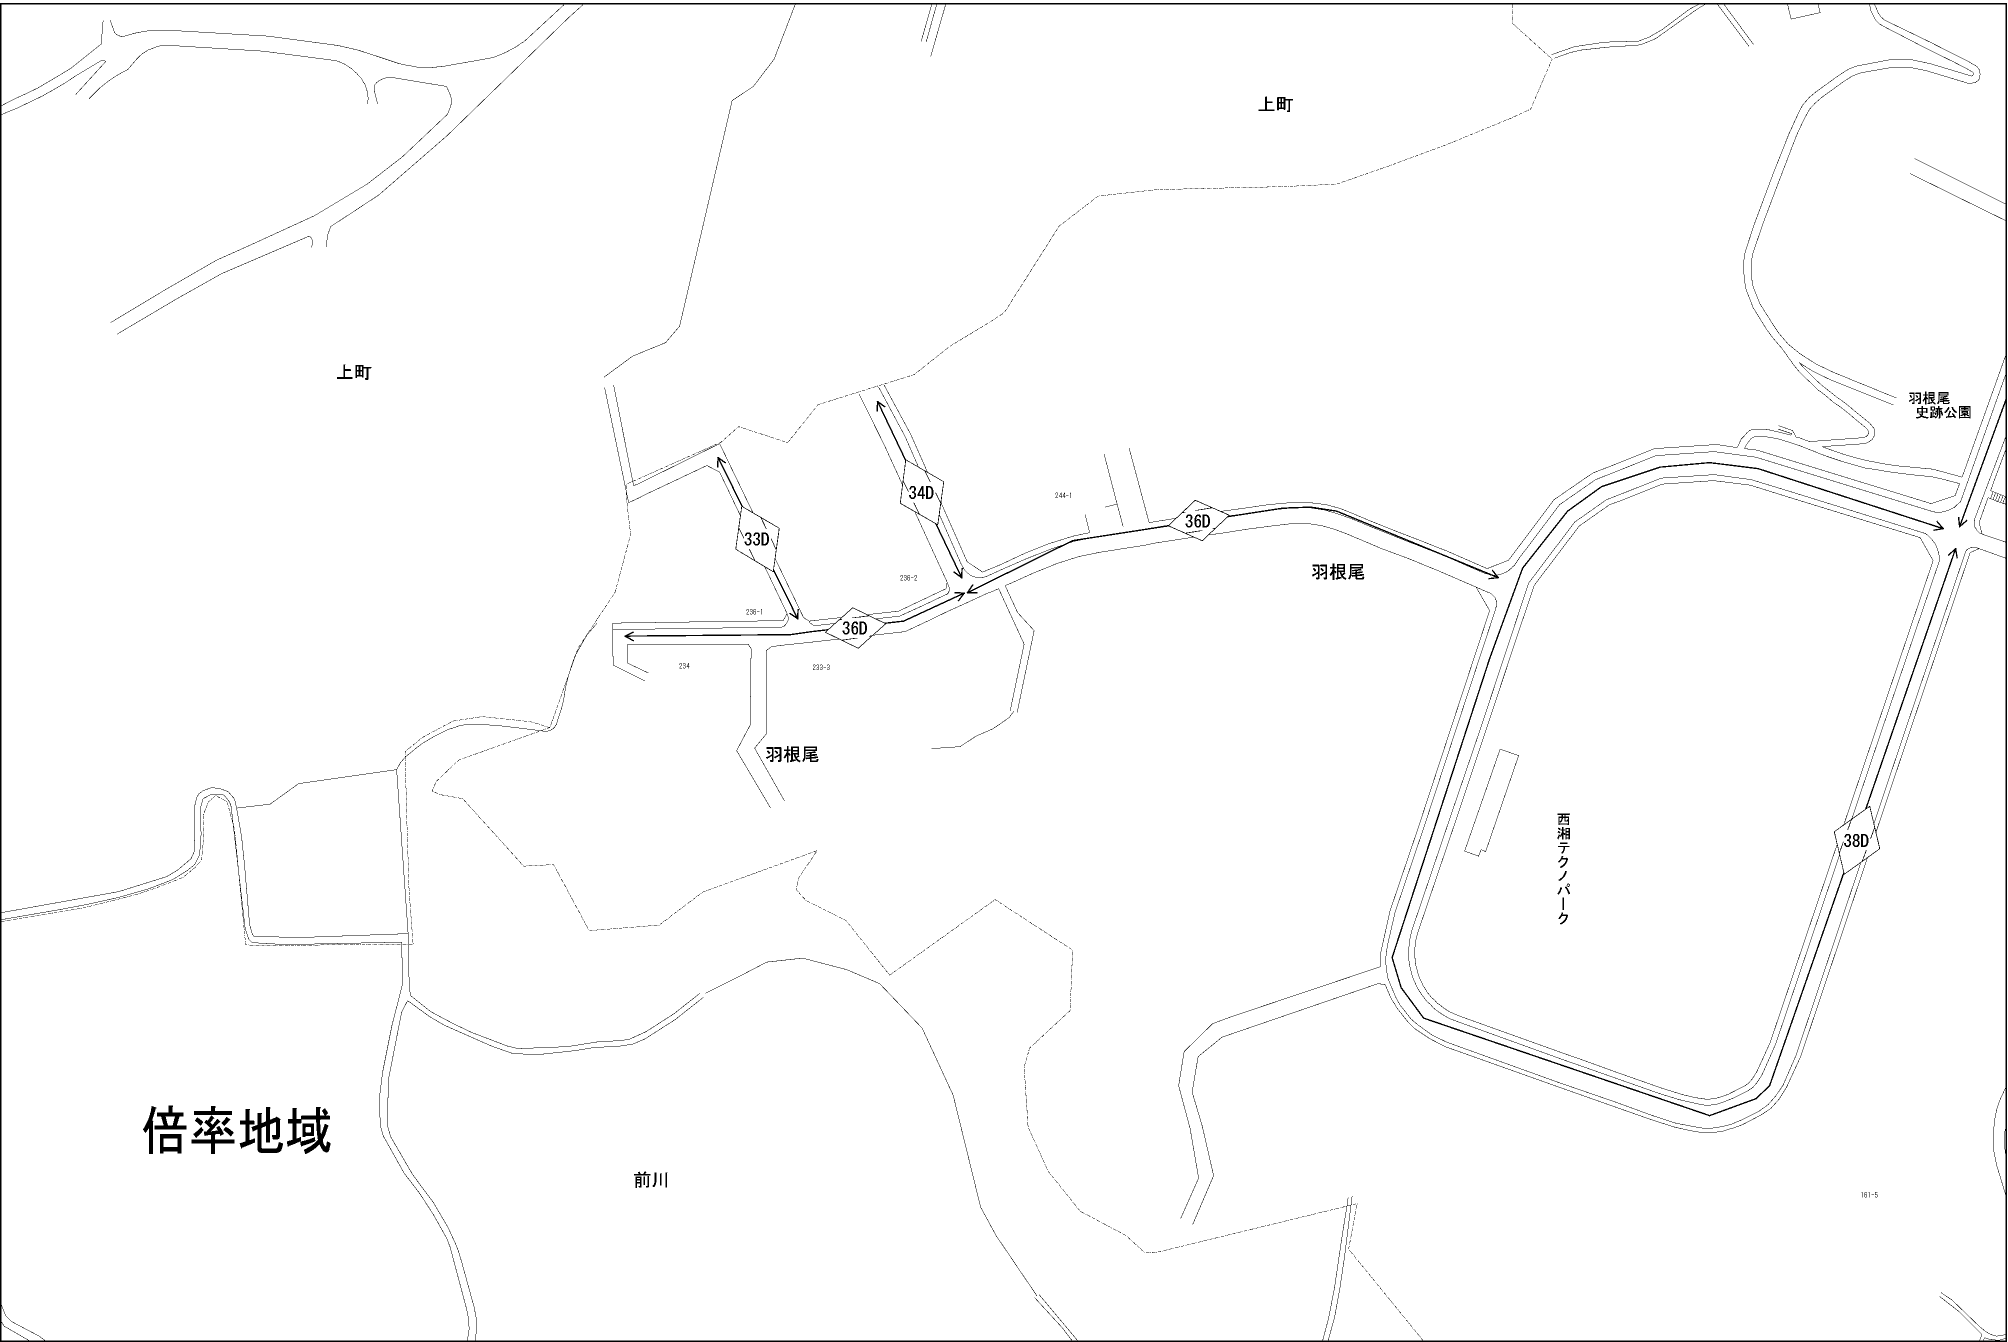 上町
上町
羽根尾
史跡公園
34D
244-1
36D
33D
羽根尾
236-2
236-1
36D
234
233-3
羽根尾
西湘テクノパーク
38D
倍率地域
前川
161-5